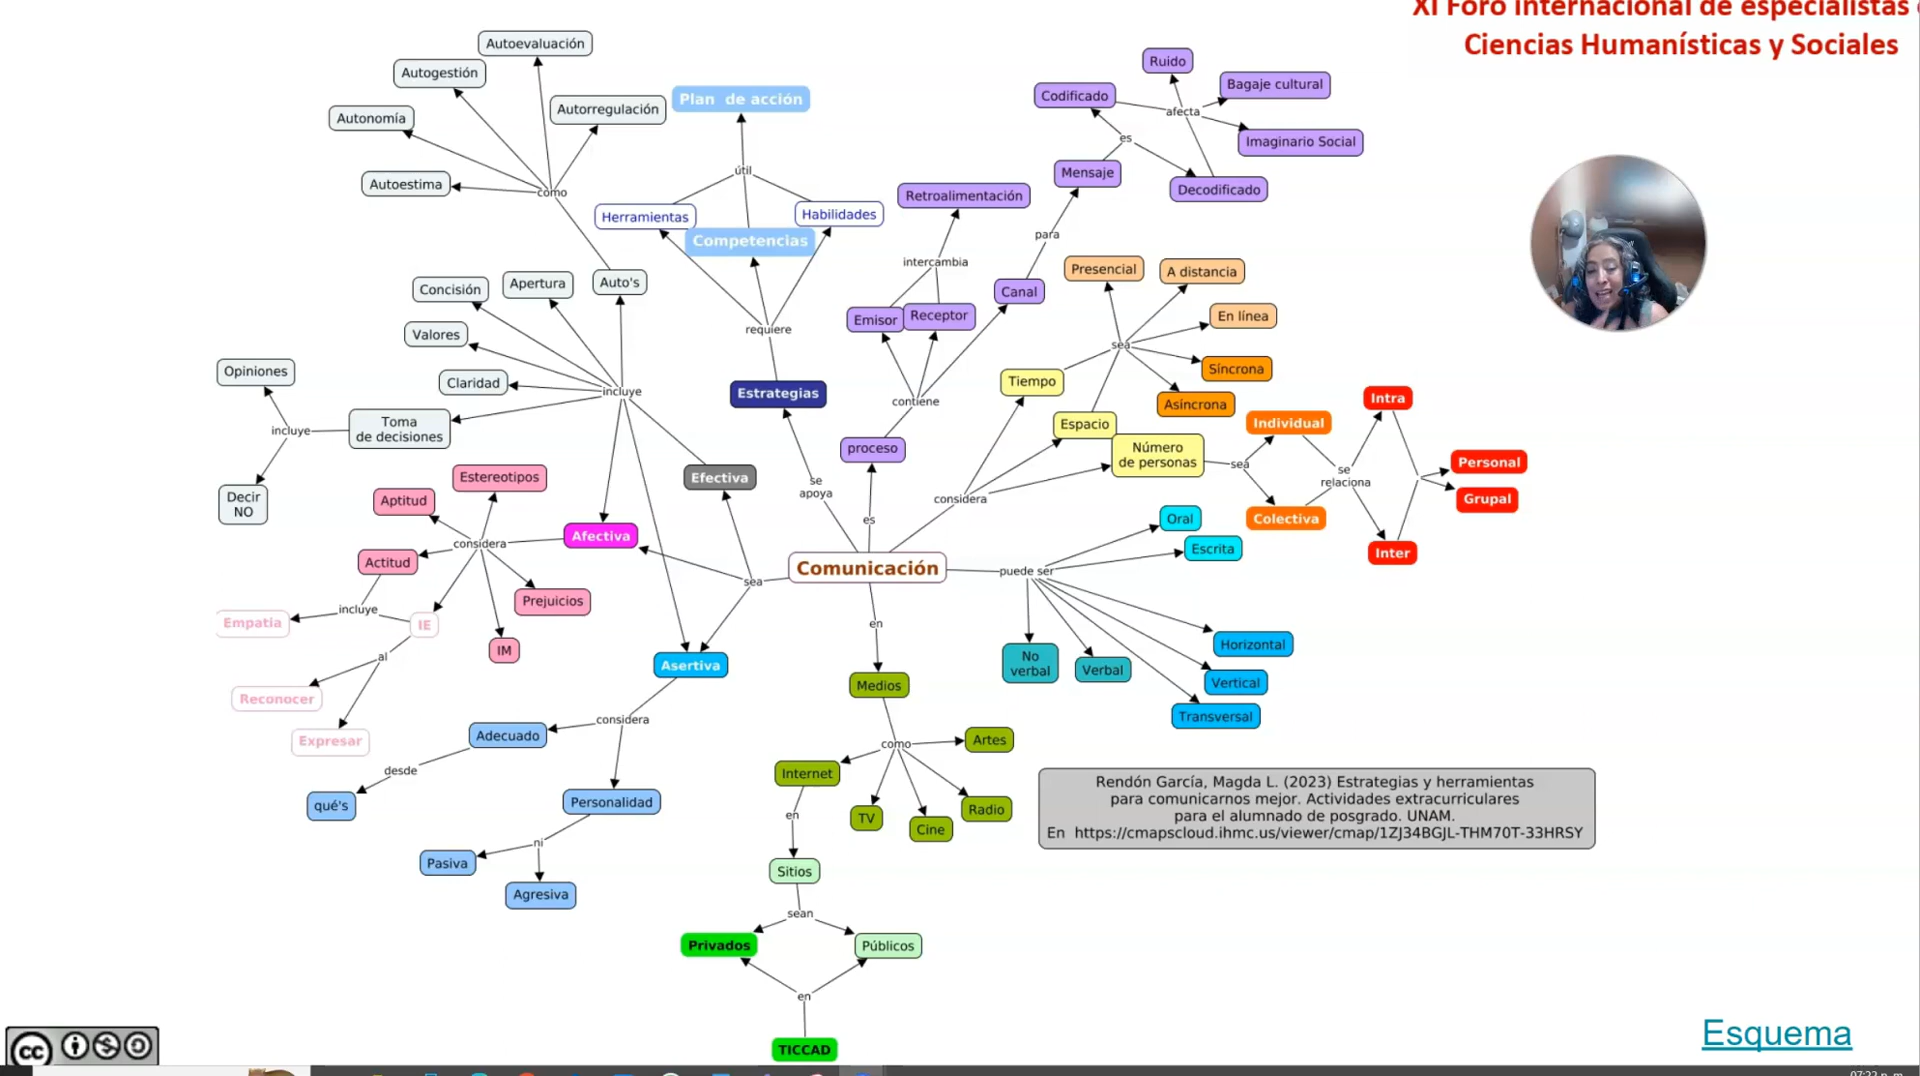 XI Foro internacional de especialistas
Ciencias Humanísticas y Sociales
Autoevaluación
Autogestión
Autorregulación
Autonomía
Autoestima
como
Plan de acción
útil
Herramientas
Habilidades
Competencias
requiere
Estrategias
se
apoya
Ruido
Codificado
Bagaje cultural
afecta
Imaginario Social
es
Mensaje
Decodificado
Retroalimentación
para
intercambia
Canal
Emisor
Receptor
contiene
proceso
es
Presencial
A distancia
En línea
sea
Síncrona
Asíncrona
Tiempo
Espacio
Número
de personas
considera
sea
Individual
Colectiva
se
relaciona
Intra
Inter
Personal
Grupal
Concisión
Apertura
Auto's
Valores
Claridad
incluye
Toma
de decisiones
Opiniones
incluye
Decir
NO
Efectiva
Estereotipos
Aptitud
considera
Afectiva
Actitud
Prejuicios
incluye
Empatia
IE
IM
al
Reconocer
Expresar
Comunicación
sea
Asertiva
considera
Adecuado
desde
qué's
Personalidad
ni
Pasiva
Agresiva
puede ser
Oral
Escrita
No
verbal
Verbal
Horizontal
Vertical
Transversal
en
Medios
como
Artes
Internet
TV
Cine
Radio
en
Sitios
sean
Privados
Públicos
en
TICCAD
Rendón García, Magda L. (2023) Estrategias y herramientas
para comunicarnos mejor. Actividades extracurriculares
para el alumnado de posgrado. UNAM.
En https://cmapscloud.ihmc.us/viewer/cmap/1ZJ34BGJL-THM70T-33HRSY
Esquema
cc